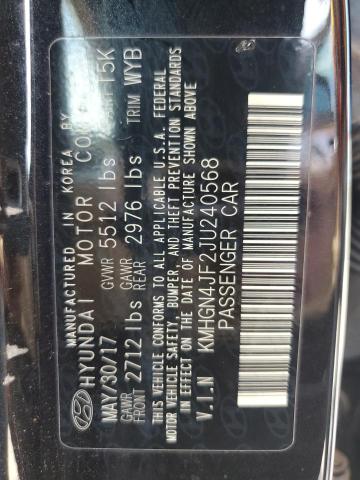 MANUFACTURED IN KOREA BY
HYUNDAI MOTOR CO
MAY/30/17 GVWR 5512 lbs T5K
GAWR FRONT 2712 lbs GAWR REAR 2976 lbs TRIM WYB
THIS VEHICLE CONFORMS TO ALL APPLICABLE U.S.A. FEDERAL
MOTOR VEHICLE SAFETY, BUMPER, AND THEFT PREVENTION STANDARDS
IN EFFECT ON THE DATE OF MANUFACTURE SHOWN ABOVE
V.I.N KMHGN4JF2JU240568
PASSENGER CAR